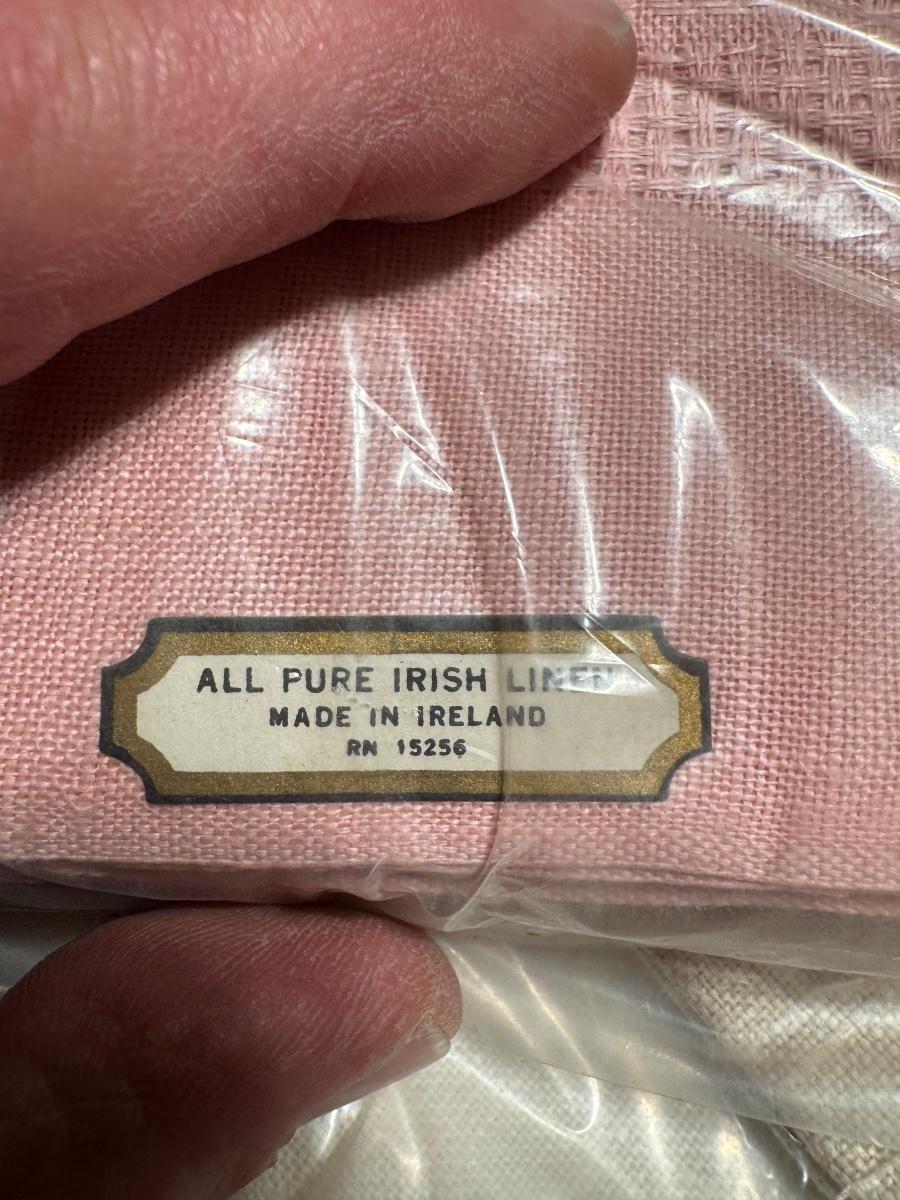 ALL PURE IRISH LINEN
MADE IN IRELAND
RN 15256